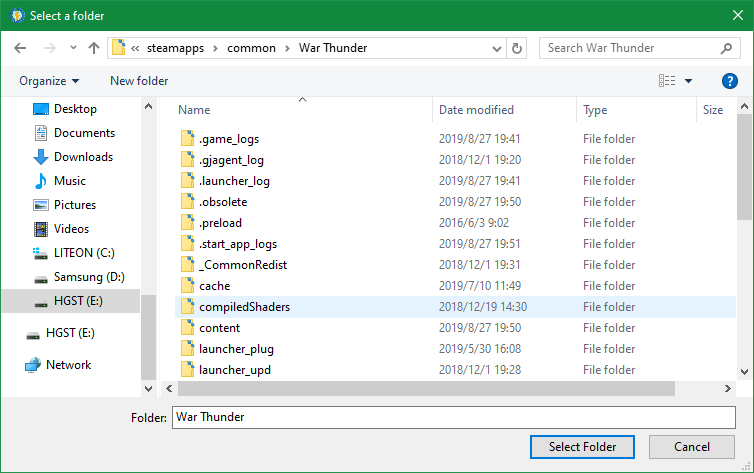 Select a folder
« steamapps › common › War Thunder
Search War Thunder
Organize
New folder
?
Name
Date modified
Type
Size
Desktop
Documents
Downloads
Music
Pictures
Videos
LITEON (C:)
Samsung (D:)
HGST (E:)
HGST (E:)
Network
.game_logs 2019/8/27 19:41 File folder
.gjagent_log 2018/12/1 19:20 File folder
.launcher_log 2019/8/27 19:41 File folder
.obsolete 2019/8/27 19:50 File folder
.preload 2016/6/3 9:02 File folder
.start_app_logs 2019/8/27 19:51 File folder
_CommonRedist 2018/12/1 19:31 File folder
cache 2019/7/10 11:49 File folder
compiledShaders 2018/12/19 14:30 File folder
content 2019/8/27 19:50 File folder
launcher_plug 2019/5/30 16:08 File folder
launcher_upd 2018/12/1 19:28 File folder
Folder: War Thunder
Select Folder
Cancel